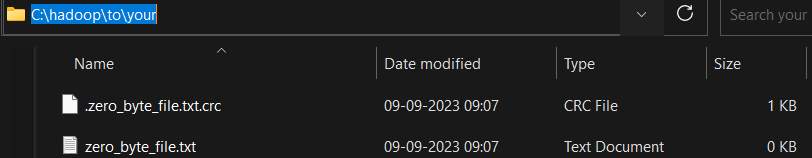 C:\hadoop\to\your Search your
Name Date modified Type Size
.zero_byte_file.txt.crc 09-09-2023 09:07 CRC File 1 KB
zero_byte_file.txt 09-09-2023 09:07 Text Document 0 KB